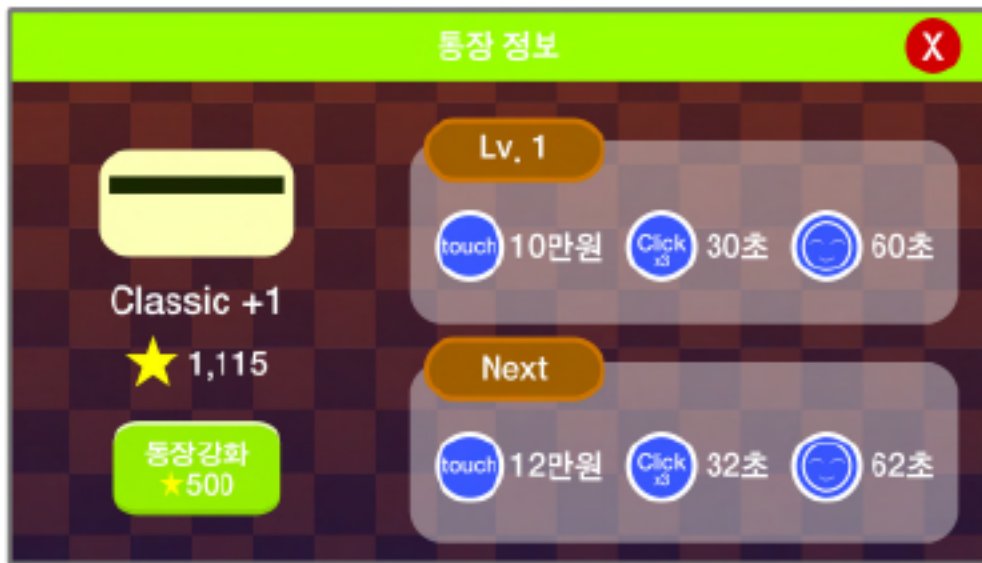 통장 정보
X
Classic +1
1,115
통장강화
500
Lv. 1
touch 10만원 Click x3 30초 60초
Next
touch 12만원 Click x3 32초 62초